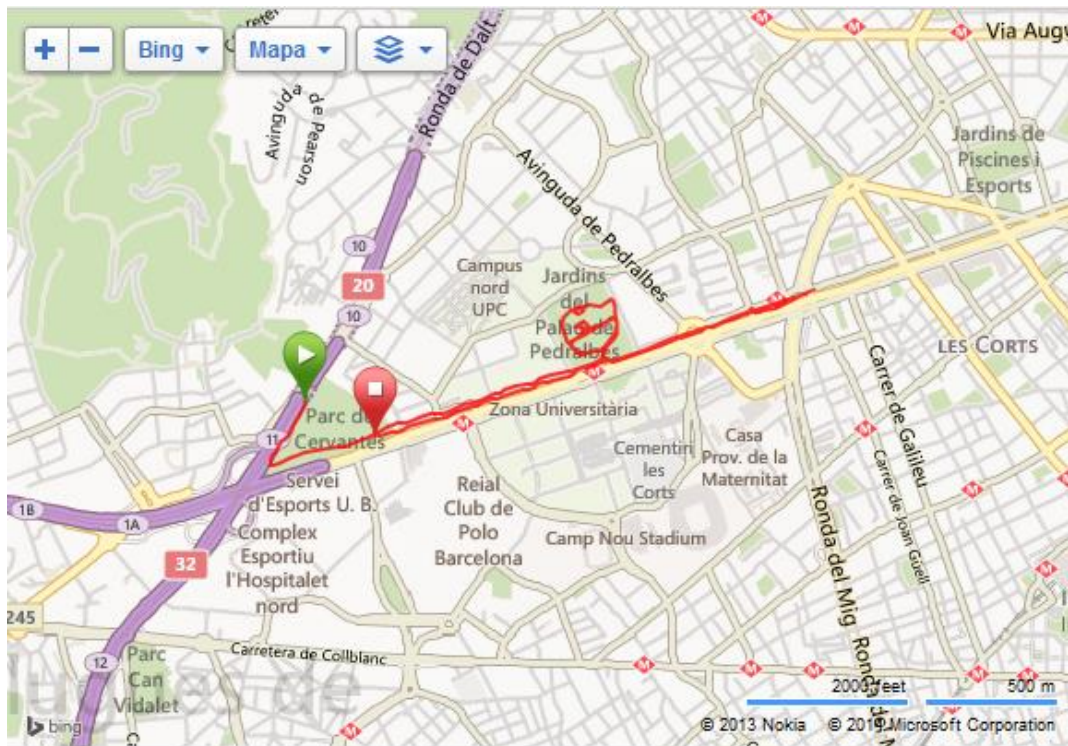 Carretera
Via Augu
+
−
Bing
Mapa
Ronda de Dalt
Avinguda
de Pearson
Jardins de
Piscines i
Esports
Avinguda de Pedralbes
10
Campus
nord
UPC
20
10
Jardins
del
Palau de
Pedralbes
LES CORTS
Parc de
Cervantes
11
Zona Universitària
Carrer de Galileu
Casa
Prov. de la
Maternitat
Cementiri
les
Corts
Servei
d'Esports U. B.
Reial
Club de
Polo
Barcelona
Carrer de Joan Güell
1B
1A
Complex
Esportiu
l'Hospitalet
nord
Camp Nou Stadium
32
Ronda del Mig
Ronda del M
245
Carretera de Collblanc
12
Parc
Can
Vidalet
2000 feet
500 m
bing
© 2013 Nokia
© 2014 Microsoft Corporation
M
M
M
M
M
M
M
M
M
M
M
M
M